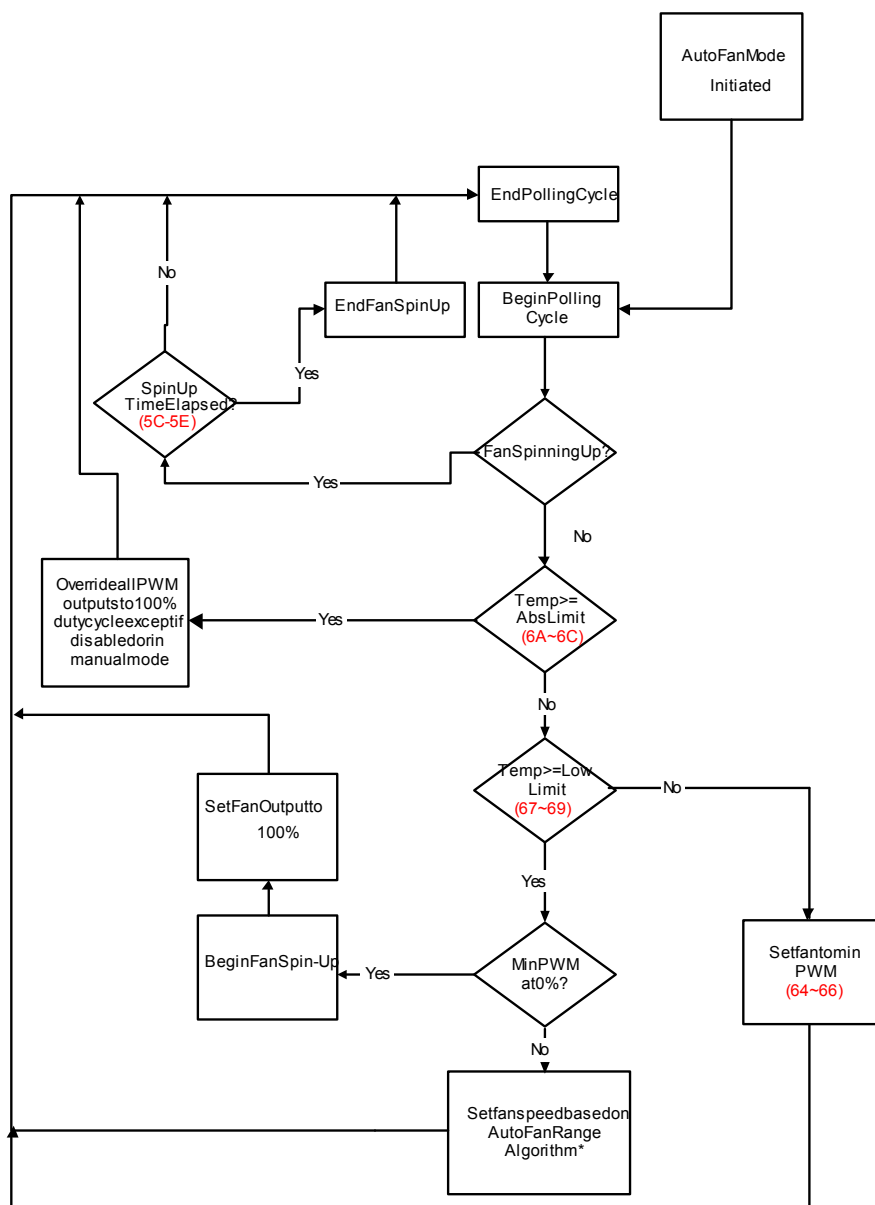 AutoFanMode
Initiated
EndPollingCycle
No
EndFanSpinUp
BeginPolling
Cycle
Yes
SpinUp
TimeElapsed?
(5C-5E)
FanSpinningUp?
Yes
No
OverridealIPWM
outputsto100%
dutycycleexceptif
disabledorin
manualmode
Yes
Temp>=
AbsLimit
(6A~6C)
No
Temp>=Low
Limit
(67~69)
No
SetFanOutputto
100%
Yes
BeginFanSpin-Up
Yes
MinPWM
at0%?
Setfantomin
PWM
(64~66)
No
Setfanspeedbasedon
AutoFanRange
Algorithm*